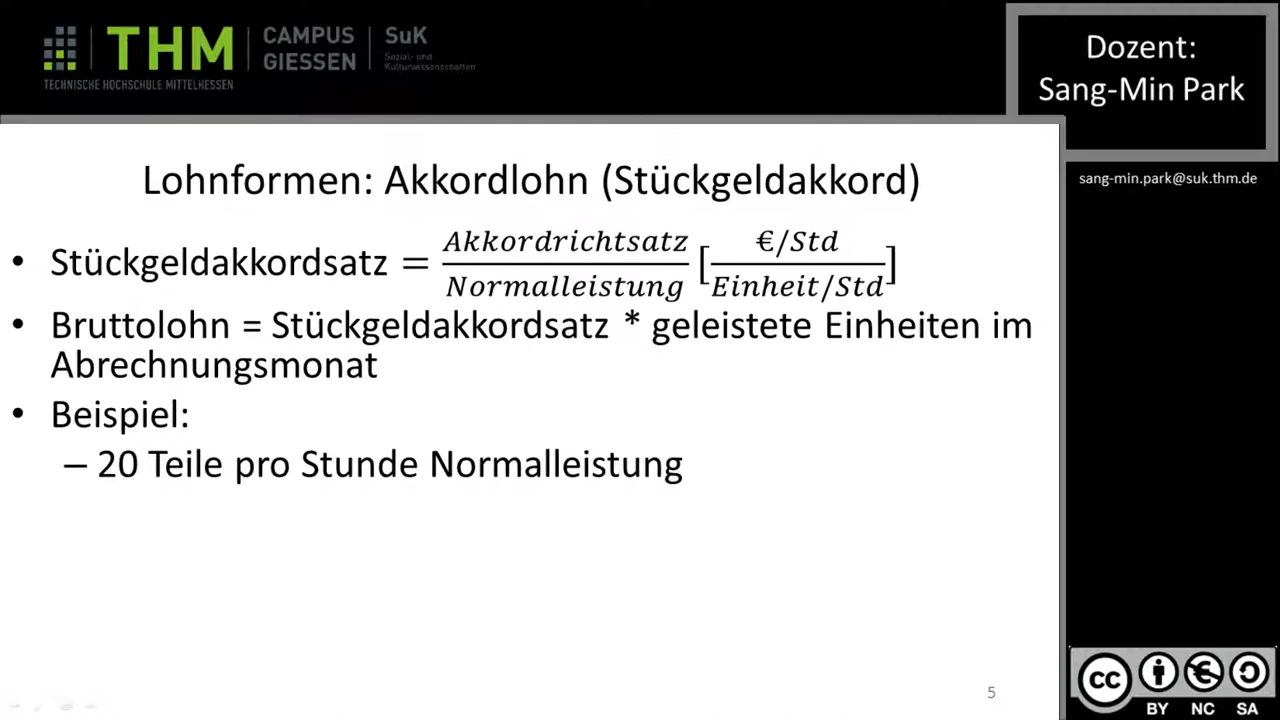 THM CAMPUS GIESSEN SuK
Sozial- und
Kulturwissenschaften
TECHNISCHE HOCHSCHULE MITTELHESSEN
Dozent:
Sang-Min Park
sang-min.park@suk.thm.de
Lohnformen: Akkordlohn (Stückgeldakkord)
• Stückgeldakkordsatz = Akkordrichtsatz / Normalleistung [€/Std / Einheit/Std]
• Bruttolohn = Stückgeldakkordsatz * geleistete Einheiten im
Abrechnungsmonat
• Beispiel:
– 20 Teile pro Stunde Normalleistung
5
cc
BY NC SA